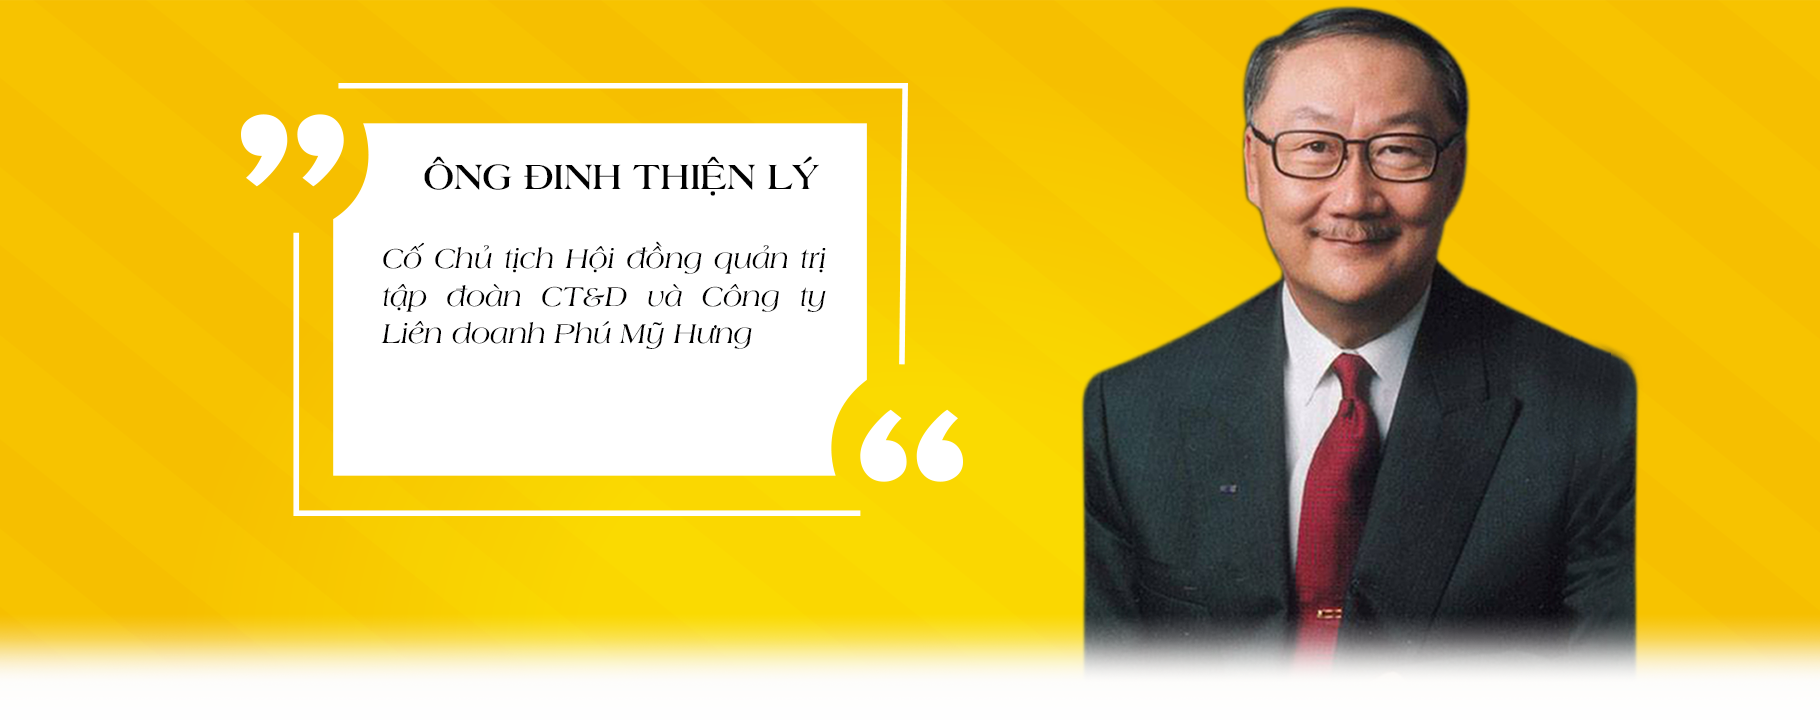 ÔNG ĐINH THIỆN LÝ
Cố Chủ tịch Hội đồng quản trị
tập đoàn CT&D và Công ty
Liên doanh Phú Mỹ Hưng